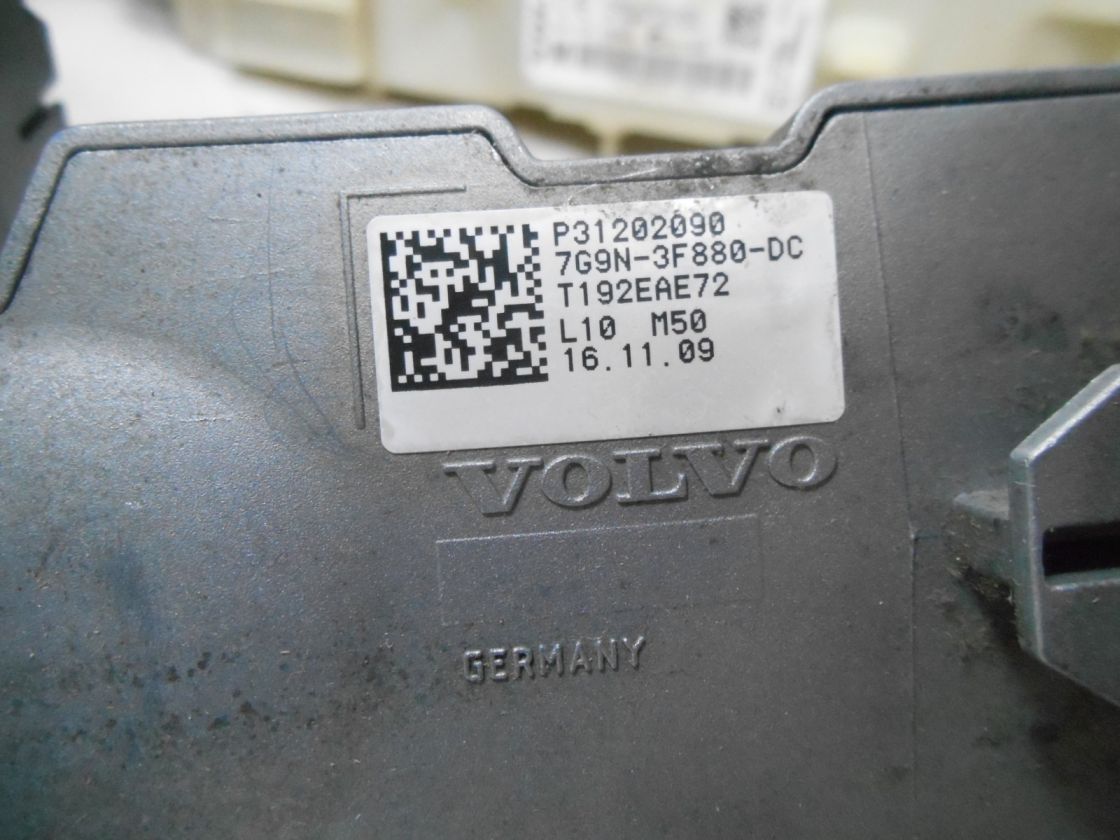 P31202090
7G9N-3F880-DC
T192EAE72
L10 M50
16.11.09
VOLVO
GERMANY